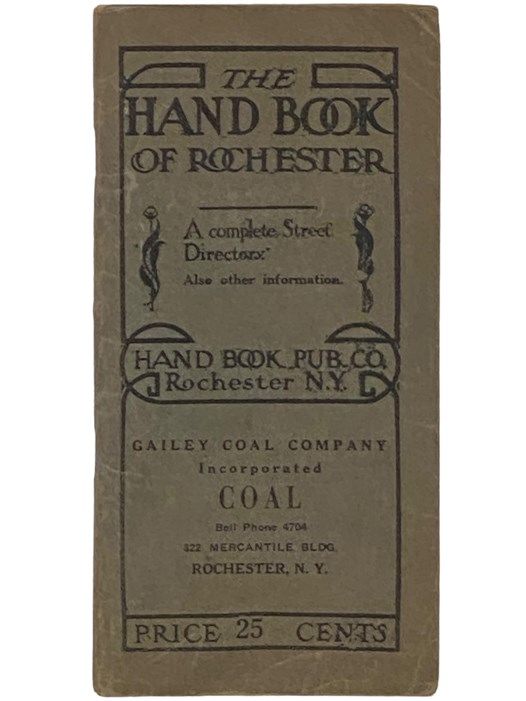 THE
HAND BOOK
OF ROCHESTER
A complete Street
Directory
Also other information.
HAND BOOK PUB. CO.
Rochester N.Y.
GAILEY COAL COMPANY
Incorporated
COAL
Bell Phone 4704
322 MERCANTILE BLDG.
ROCHESTER, N. Y.
PRICE 25 CENTS